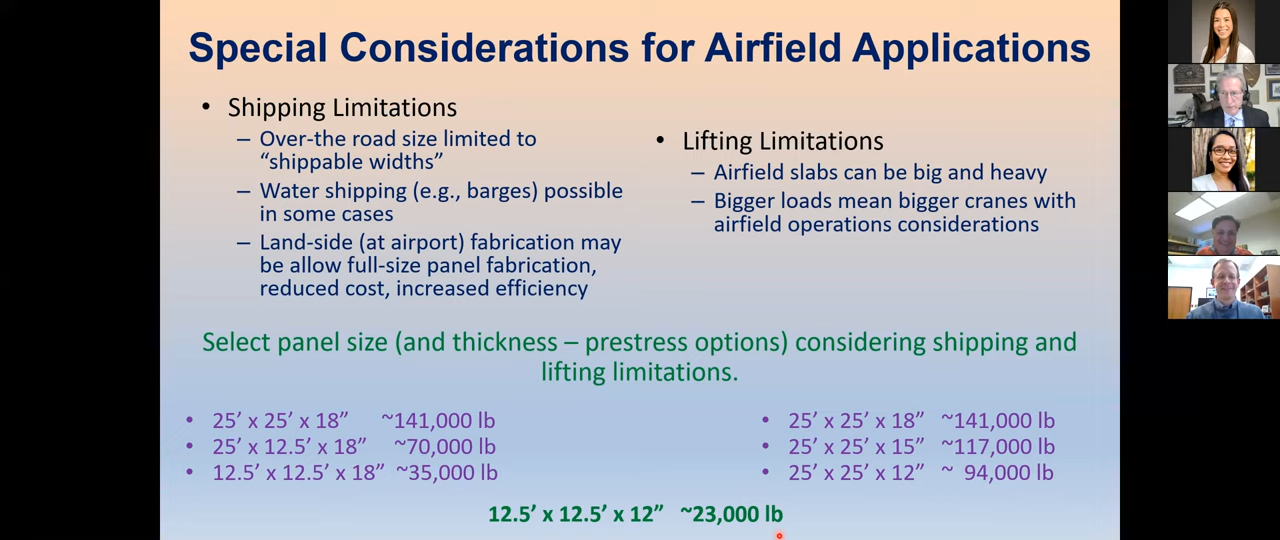 Special Considerations for Airfield Applications
• Shipping Limitations
– Over-the road size limited to
“shippable widths”
– Water shipping (e.g., barges) possible
in some cases
– Land-side (at airport) fabrication may
be allow full-size panel fabrication,
reduced cost, increased efficiency
• Lifting Limitations
– Airfield slabs can be big and heavy
– Bigger loads mean bigger cranes with
airfield operations considerations
Select panel size (and thickness – prestress options) considering shipping and
lifting limitations.
• 25’ x 25’ x 18” ~141,000 lb
• 25’ x 12.5’ x 18” ~70,000 lb
• 12.5’ x 12.5’ x 18” ~35,000 lb
• 25’ x 25’ x 18” ~141,000 lb
• 25’ x 25’ x 15” ~117,000 lb
• 25’ x 25’ x 12” ~ 94,000 lb
12.5’ x 12.5’ x 12” ~23,000 lb